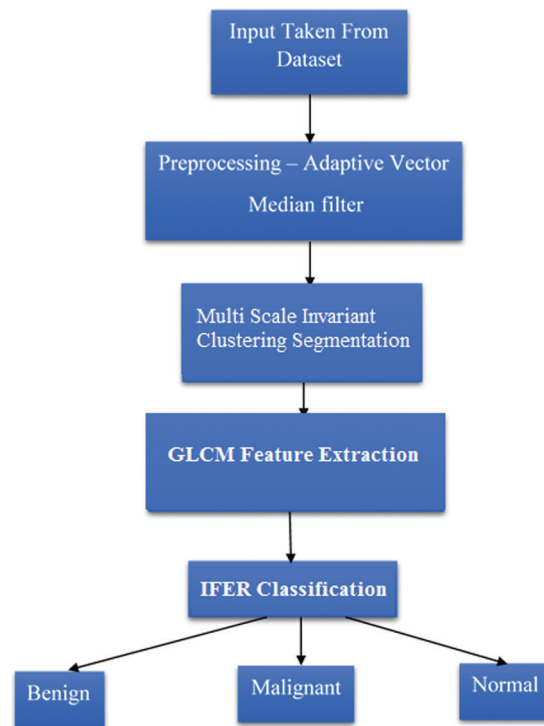 Input Taken From
Dataset
Preprocessing – Adaptive Vector
Median filter
Multi Scale Invariant
Clustering Segmentation
GLCM Feature Extraction
IFER Classification
Benign
Malignant
Normal